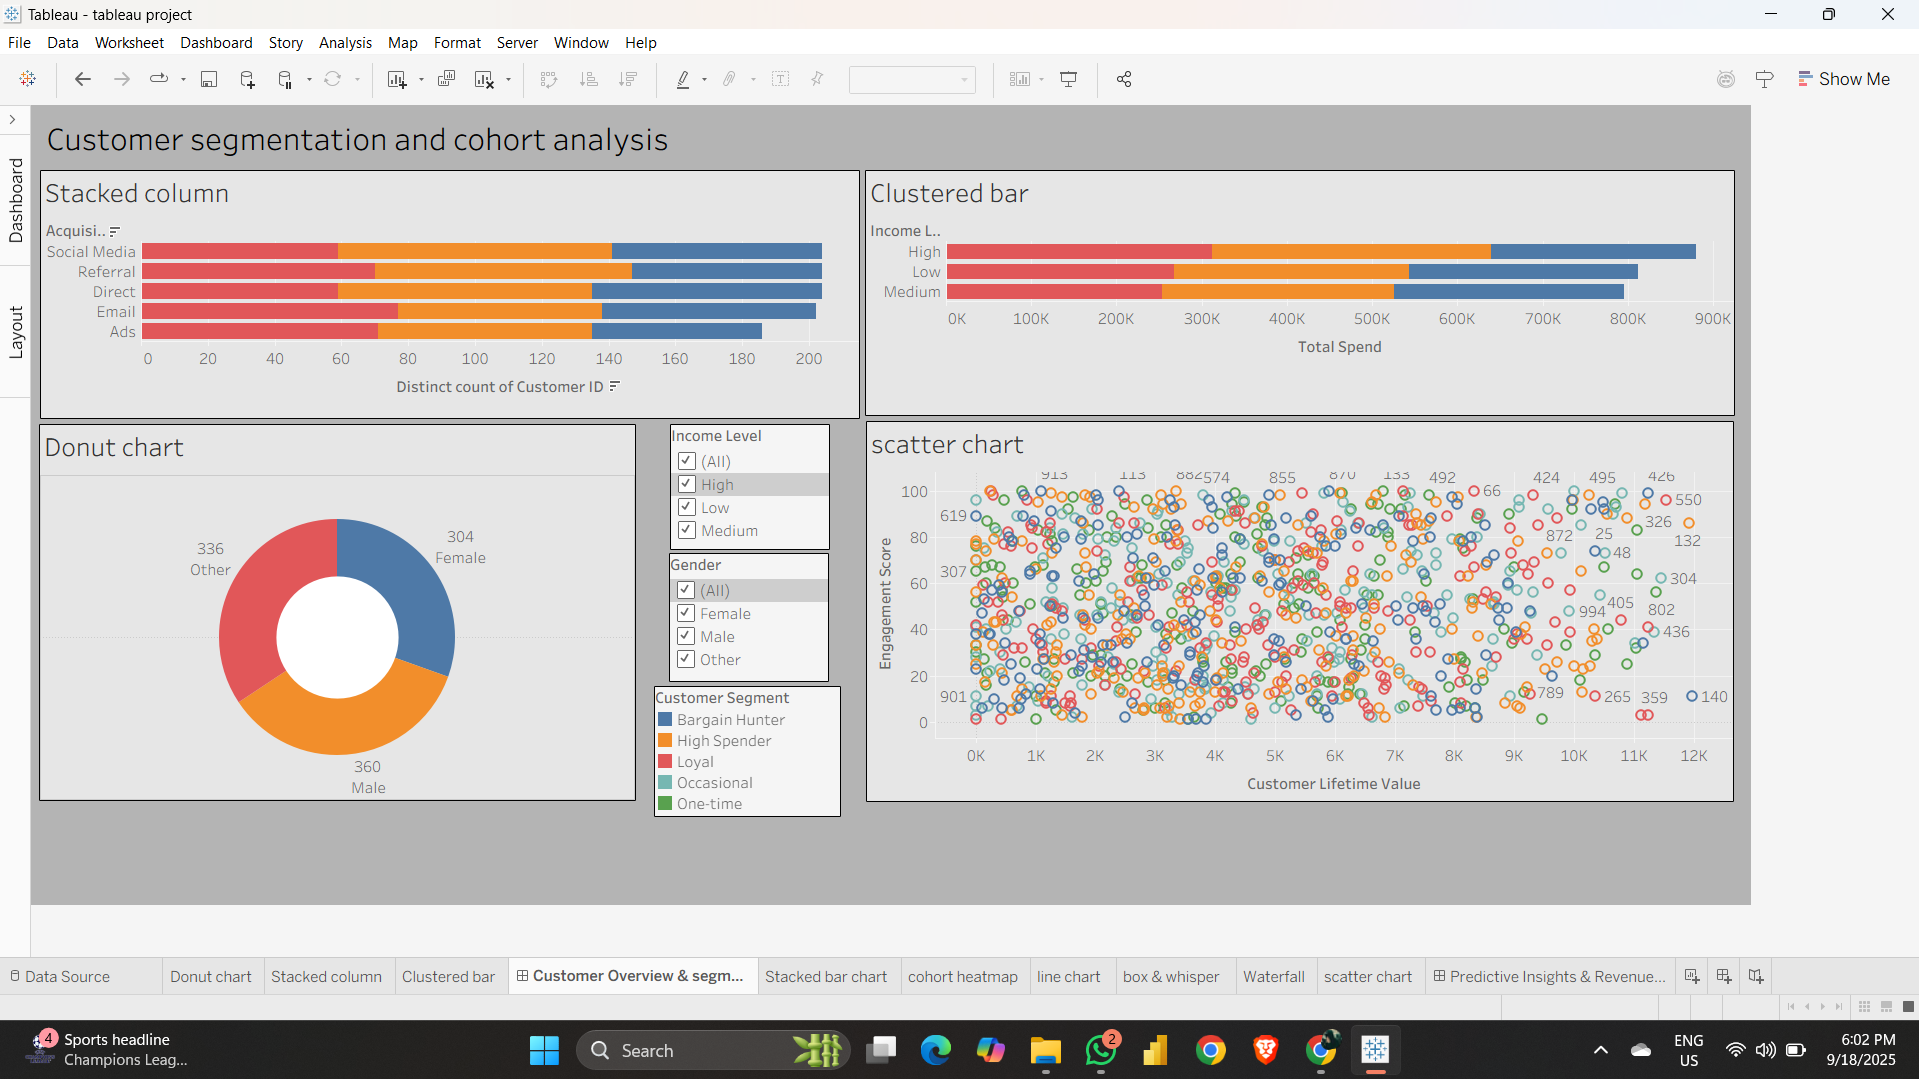 Tableau - tableau project
File Data Worksheet Dashboard Story Analysis Map Format Server Window Help
Show Me
Dashboard
Layout
Customer segmentation and cohort analysis
Stacked column
Acquisi..
Social Media
Referral
Direct
Email
Ads
0 20 40 60 80 100 120 140 160 180 200
Distinct count of Customer ID
Clustered bar
Income L..
High
Low
Medium
0K 100K 200K 300K 400K 500K 600K 700K 800K 900K
Total Spend
Donut chart
336
Other
304
Female
360
Male
Income Level
(All)
High
Low
Medium
Gender
(All)
Female
Male
Other
Customer Segment
Bargain Hunter
High Spender
Loyal
Occasional
One-time
scatter chart
913 113 882 574 855 870 133 492 424 495 426
100 66 550
619 326
80 872 25 132
48
307 304
60 405 802
994
40 436
Engagement Score
20
901 789 265 359 140
0
0K 1K 2K 3K 4K 5K 6K 7K 8K 9K 10K 11K 12K
Customer Lifetime Value
Data Source Donut chart Stacked column Clustered bar Customer Overview & segm... Stacked bar chart cohort heatmap line chart box & whisper Waterfall scatter chart Predictive Insights & Revenue...
4
Sports headline
Champions Leag...
Search
2
ENG
US
6:02 PM
9/18/2025